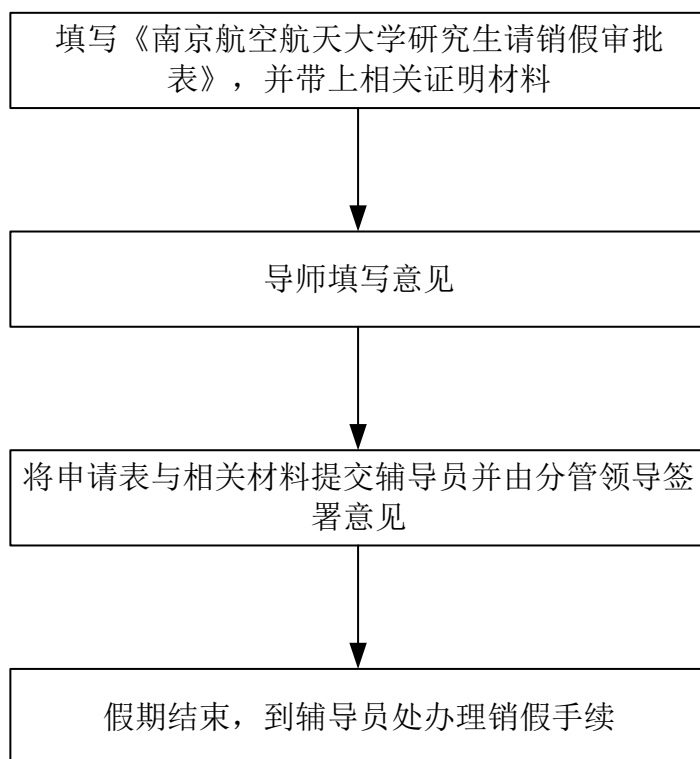 填写《南京航空航天大学研究生请销假审批
表》，并带上相关证明材料
导师填写意见
将申请表与相关材料提交辅导员并由分管领导签
署意见
假期结束，到辅导员处办理销假手续